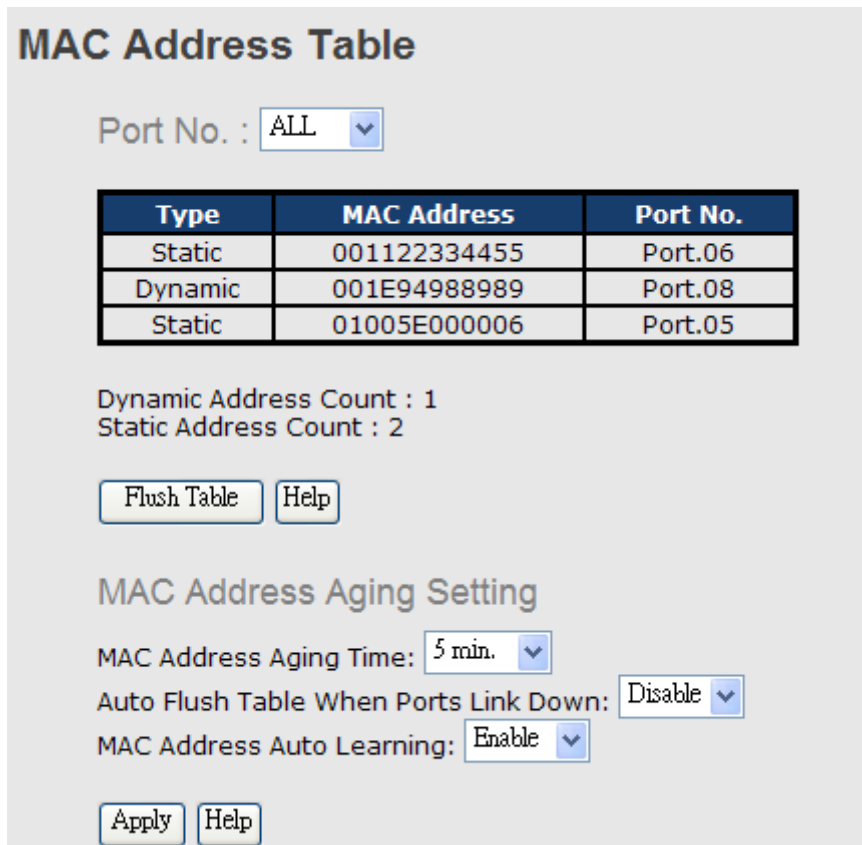 MAC Address Table
Port No. : ALL
Type MAC Address Port No.
Static 001122334455 Port.06
Dynamic 001E94988989 Port.08
Static 01005E000006 Port.05
Dynamic Address Count : 1
Static Address Count : 2
Flush Table Help
MAC Address Aging Setting
MAC Address Aging Time: 5 min.
Auto Flush Table When Ports Link Down: Disable
MAC Address Auto Learning: Enable
Apply Help